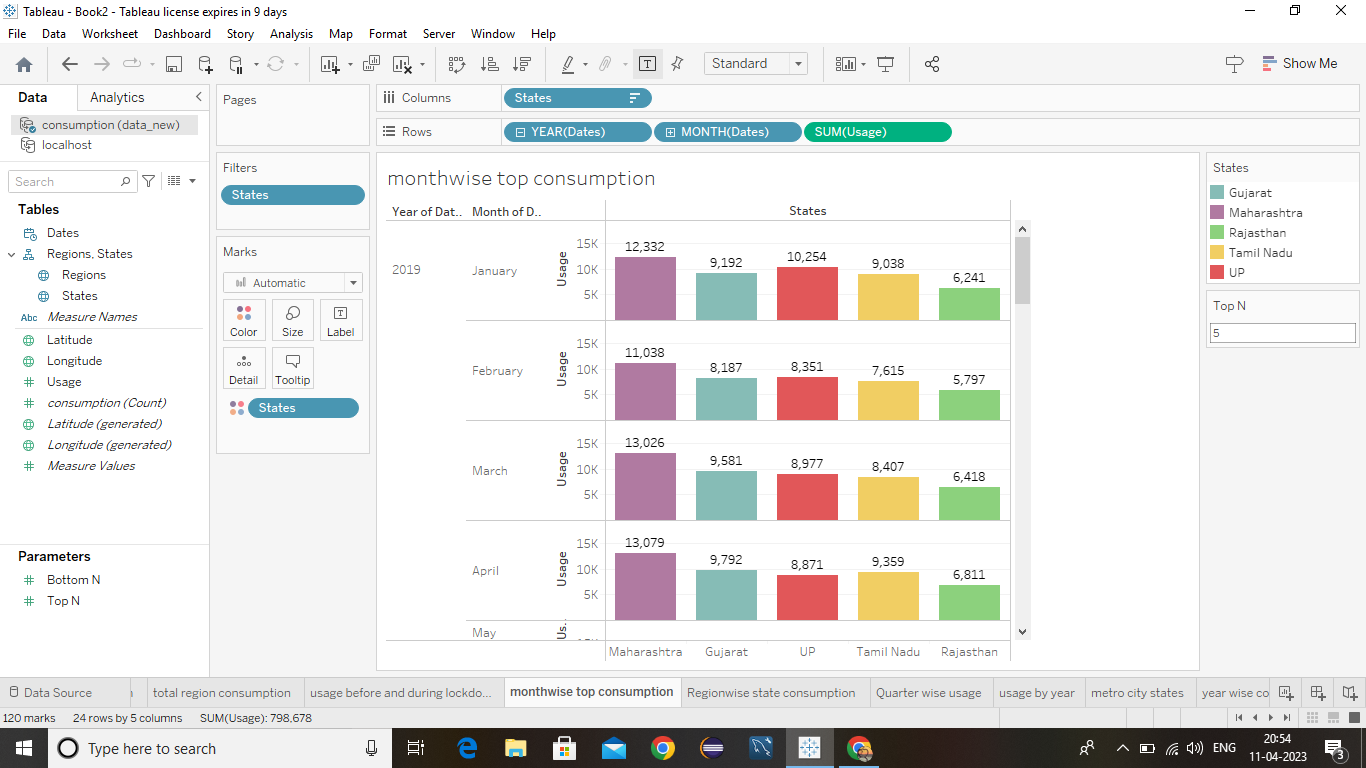 Tableau - Book2 - Tableau license expires in 9 days
File Data Worksheet Dashboard Story Analysis Map Format Server Window Help
Standard
Show Me
Data Analytics
consumption (data_new)
localhost
Search
Tables
Dates
Regions, States
Regions
States
Abc Measure Names
Latitude
Longitude
Usage
consumption (Count)
Latitude (generated)
Longitude (generated)
Measure Values
Parameters
Bottom N
Top N
Pages
Filters
States
Marks
Automatic
Color Size Label
Detail Tooltip
States
Columns States
Rows YEAR(Dates) MONTH(Dates) SUM(Usage)
monthwise top consumption
Year of Dat.. Month of D.. States
2019 January Usage 15K 10K 5K 12,332 9,192 10,254 9,038 6,241
February Usage 15K 10K 5K 11,038 8,187 8,351 7,615 5,797
March Usage 15K 10K 5K 13,026 9,581 8,977 8,407 6,418
April Usage 15K 10K 5K 13,079 9,792 8,871 9,359 6,811
May Us..
Maharashtra Gujarat UP Tamil Nadu Rajasthan
States
Gujarat
Maharashtra
Rajasthan
Tamil Nadu
UP
Top N
5
Data Source total region consumption usage before and during lockdo... monthwise top consumption Regionwise state consumption Quarter wise usage usage by year metro city states year wise co
120 marks 24 rows by 5 columns SUM(Usage): 798,678
Type here to search
ENG
20:54
11-04-2023
3